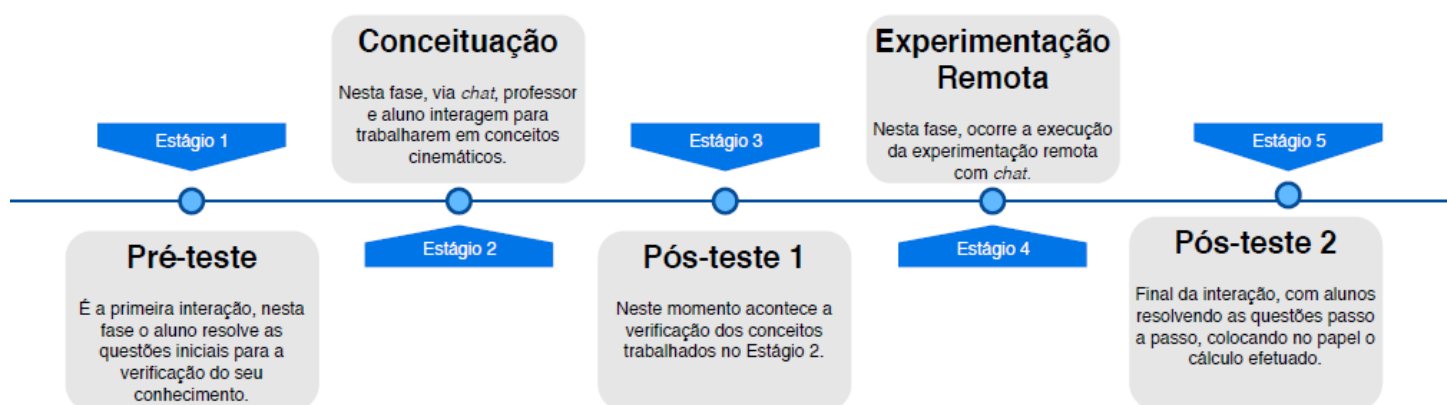 Estágio 1
Pré-teste
É a primeira interação, nesta
fase o aluno resolve as
questões iniciais para a
verificação do seu
conhecimento.
Conceituação
Nesta fase, via chat, professor
e aluno interagem para
trabalharem em conceitos
cinemáticos.
Estágio 2
Estágio 3
Pós-teste 1
Neste momento acontece a
verificação dos conceitos
trabalhados no Estágio 2.
Experimentação
Remota
Nesta fase, ocorre a execução
da experimentação remota
com chat.
Estágio 4
Estágio 5
Pós-teste 2
Final da interação, com alunos
resolvendo as questões passo
a passo, colocando no papel o
cálculo efetuado.